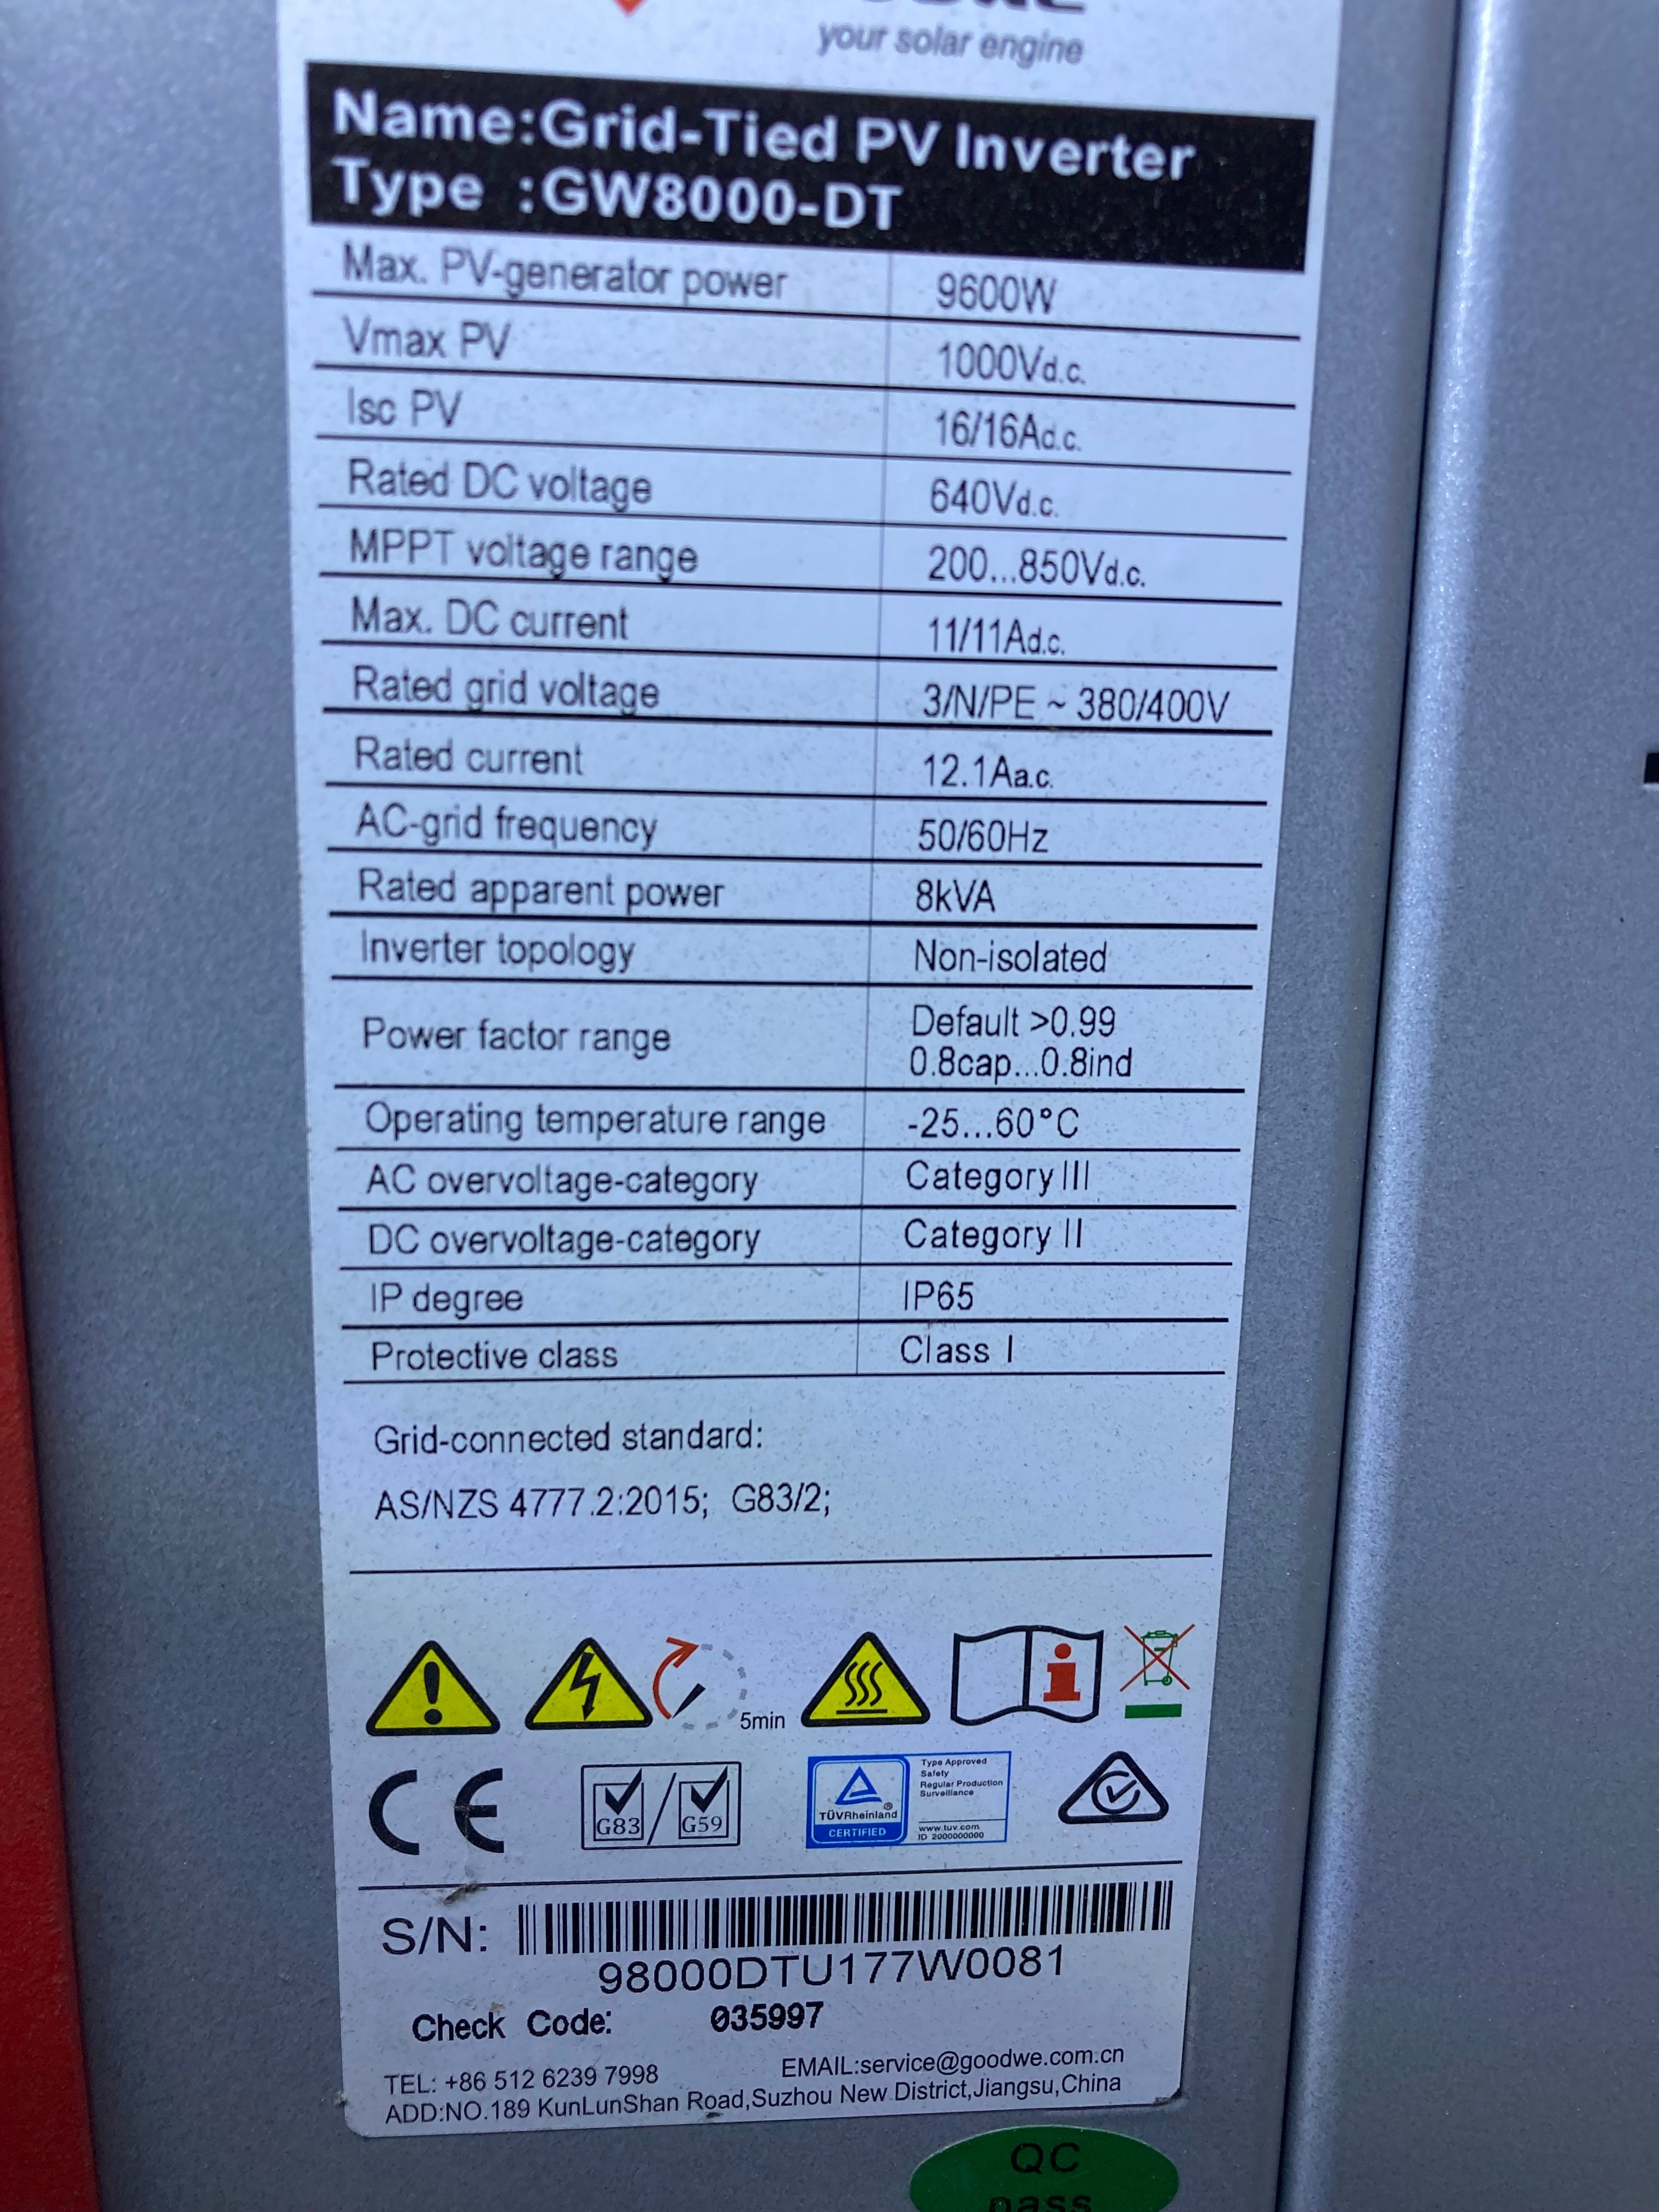 your solar engine
Name:Grid-Tied PV Inverter
Type :GW8000-DT
Max. PV-generator power 9600W
Vmax PV 1000Vd.c.
Isc PV 16/16Ad.c.
Rated DC voltage 640Vd.c.
MPPT voltage range 200...850Vd.c.
Max. DC current 11/11Ad.c.
Rated grid voltage 3/N/PE ~ 380/400V
Rated current 12.1Aa.c.
AC-grid frequency 50/60Hz
Rated apparent power 8kVA
Inverter topology Non-isolated
Power factor range Default >0.99
0.8cap...0.8ind
Operating temperature range -25...60°C
AC overvoltage-category Category III
DC overvoltage-category Category II
IP degree IP65
Protective class Class I
Grid-connected standard:
AS/NZS 4777.2:2015; G83/2;
5min
CE
G83 / G59
TÜVRheinland ®
CERTIFIED
Type Approved
Safety
Regular Production
Surveillance
www.tuv.com
ID 2000000000
S/N:
98000DTU177W0081
Check Code: 035997
TEL: +86 512 6239 7998 EMAIL:service@goodwe.com.cn
ADD:NO.189 KunLunShan Road,Suzhou New District,Jiangsu,China
QC
pass